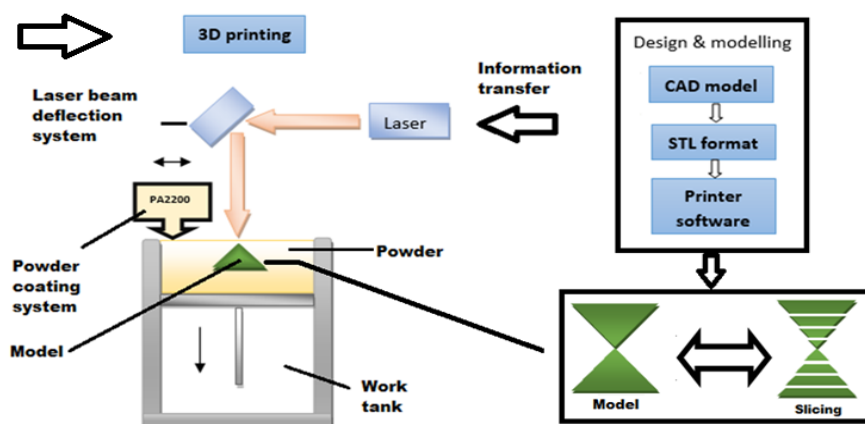 3D printing
Design & modelling
CAD model
STL format
Printer
software
Information
transfer
Laser beam
deflection
system
Laser
PA2200
Powder
Powder
coating
system
Model
Work
tank
Model
Slicing